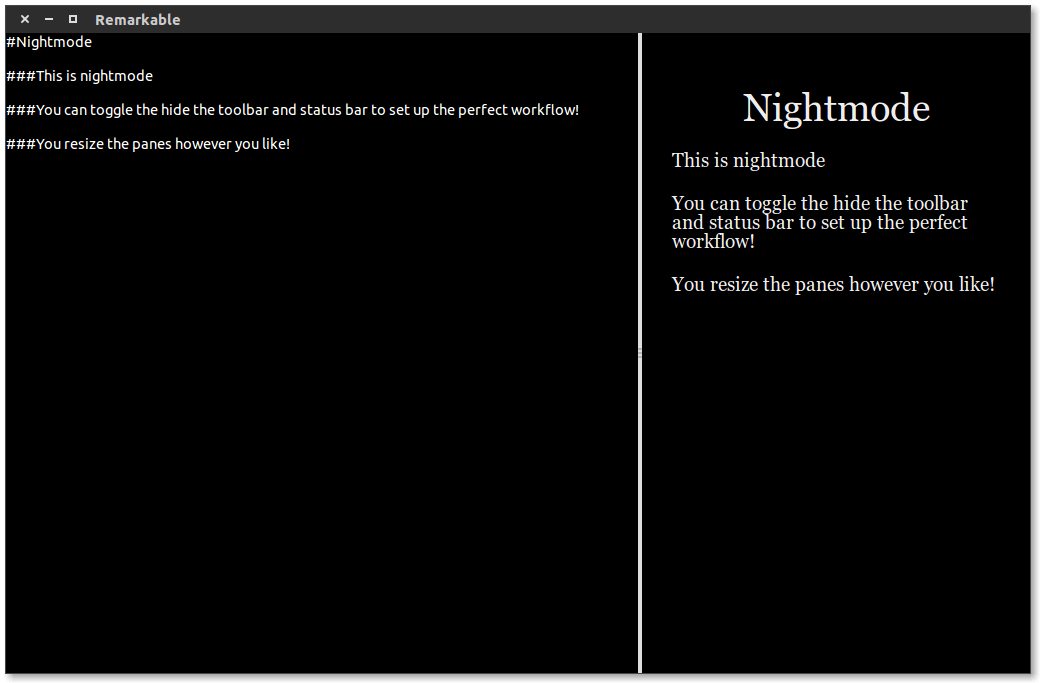 Remarkable
#Nightmode
###This is nightmode
###You can toggle the hide the toolbar and status bar to set up the perfect workflow!
###You resize the panes however you like!
Nightmode
This is nightmode
You can toggle the hide the toolbar
and status bar to set up the perfect
workflow!
You resize the panes however you like!